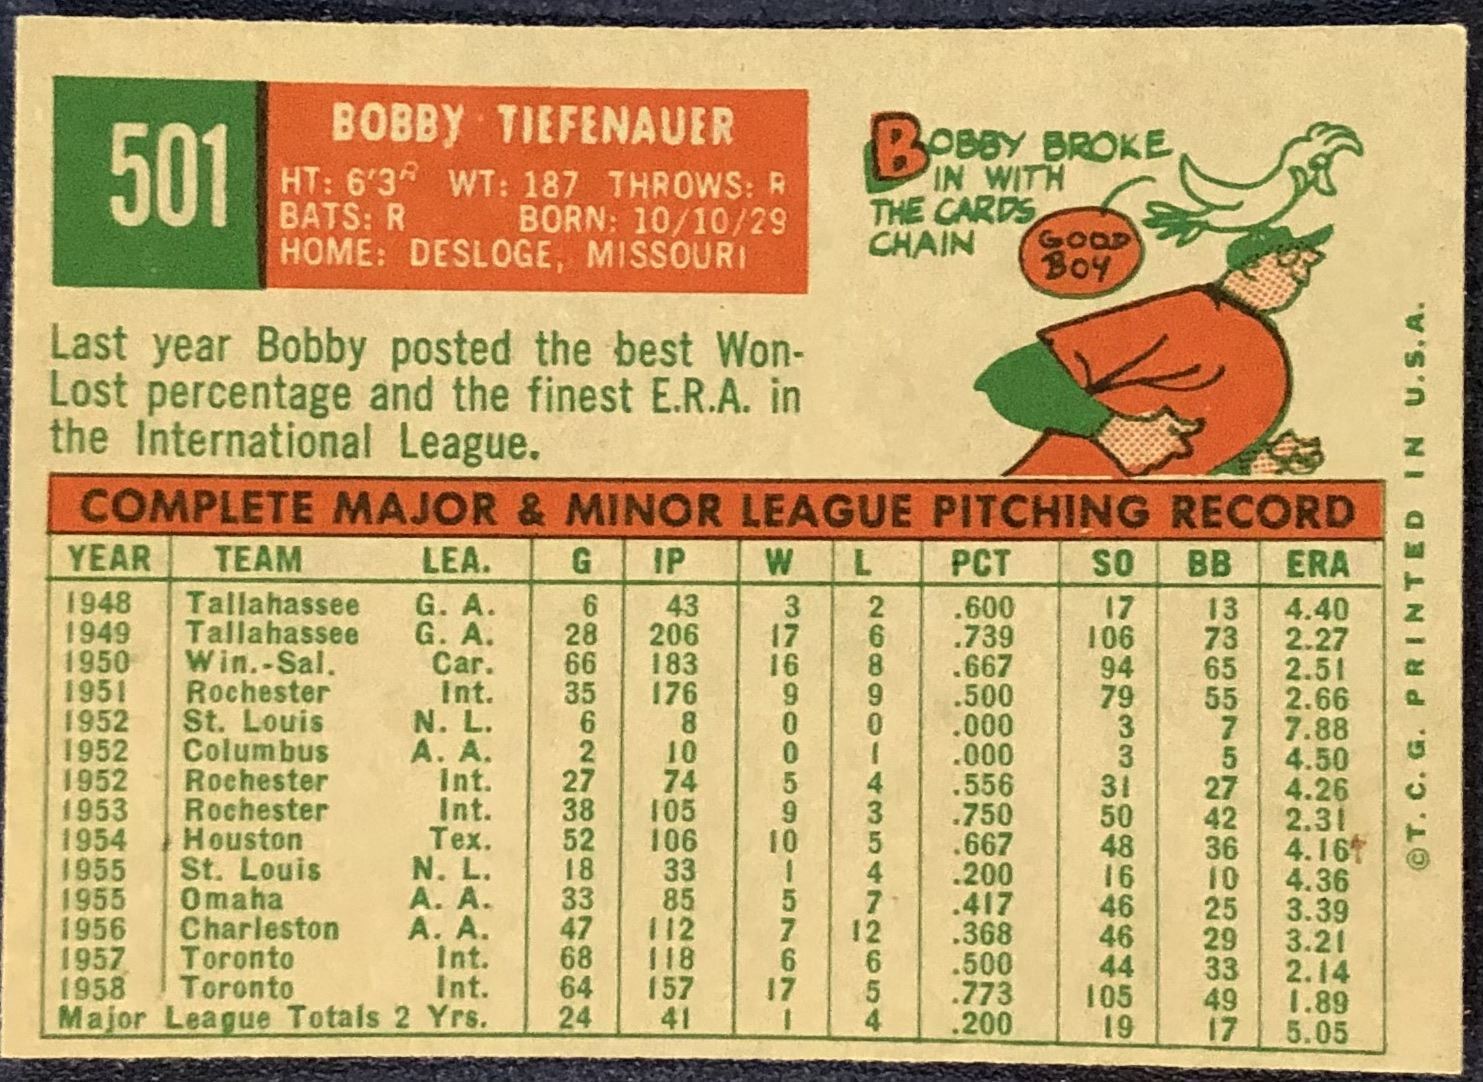 501
BOBBY TIEFENAUER
HT: 6'3" WT: 187 THROWS: R
BATS: R BORN: 10/10/29
HOME: DESLOGE, MISSOURI
BOBBY BROKE
IN WITH
THE CARDS
CHAIN
GOOD
BOY
Last year Bobby posted the best Won-
Lost percentage and the finest E.R.A. in
the International League.
COMPLETE MAJOR & MINOR LEAGUE PITCHING RECORD
YEAR TEAM LEA. G IP W L PCT SO BB ERA
1948 Tallahassee G. A. 6 43 3 2 .600 17 13 4.40
1949 Tallahassee G. A. 28 206 17 6 .739 106 73 2.27
1950 Win.-Sal. Car. 66 183 16 8 .667 94 65 2.51
1951 Rochester Int. 35 176 9 9 .500 79 55 2.66
1952 St. Louis N. L. 6 8 0 0 .000 3 7 7.88
1952 Columbus A. A. 2 10 0 1 .000 3 5 4.50
1952 Rochester Int. 27 74 5 4 .556 31 27 4.26
1953 Rochester Int. 38 105 9 3 .750 50 42 2.31
1954 Houston Tex. 52 106 10 5 .667 48 36 4.16
1955 St. Louis N. L. 18 33 1 4 .200 16 10 4.36
1955 Omaha A. A. 33 85 5 7 .417 46 25 3.39
1956 Charleston A. A. 47 112 7 12 .368 46 29 3.21
1957 Toronto Int. 68 118 6 6 .500 44 33 2.14
1958 Toronto Int. 64 157 17 5 .773 105 49 1.89
Major League Totals 2 Yrs. 24 41 1 4 .200 19 17 5.05
©T.C.G. PRINTED IN U.S.A.